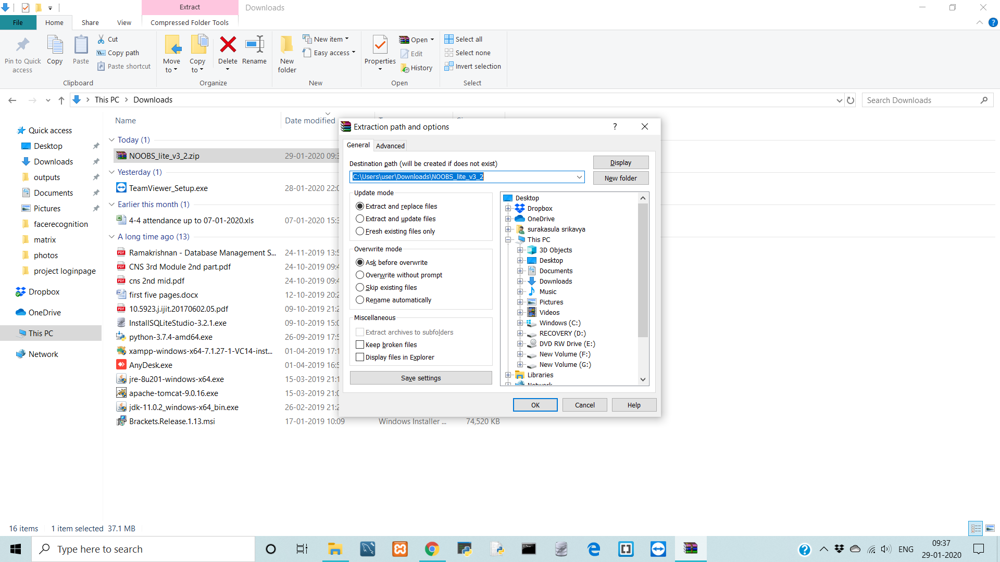 Extract
Downloads
File
Home
Share
View
Compressed Folder Tools
Pin to Quick
access
Copy
Paste
Cut
Copy path
Paste shortcut
Clipboard
Move
to
Copy
to
Delete
Rename
Organize
New
folder
New item
Easy access
New
Properties
Open
Edit
History
Open
Select all
Select none
Invert selection
Select
This PC
Downloads
Search Downloads
Quick access
Desktop
Downloads
outputs
Documents
Pictures
facerecognition
matrix
photos
project loginpage
Dropbox
OneDrive
This PC
Network
Name
Date modified
Today (1)
NOOBS_lite_v3_2.zip 29-01-2020 09:3
Yesterday (1)
TeamViewer_Setup.exe 28-01-2020 22:0
Earlier this month (1)
4-4 attendance up to 07-01-2020.xls 07-01-2020 15:3
A long time ago (13)
Ramakrishnan - Database Management S... 24-11-2019 13:5
CNS 3rd Module 2nd part.pdf 24-10-2019 09:4
cns 2nd mid.pdf 24-10-2019 09:4
first five pages.docx 12-10-2019 20:2
10.5923.j.ijit.20170602.05.pdf 09-10-2019 21:2
InstallSQLiteStudio-3.2.1.exe 09-10-2019 15:0
python-3.7.4-amd64.exe 26-09-2019 17:5
xampp-windows-x64-7.1.27-1-VC14-inst... 01-04-2019 17:1
AnyDesk.exe 01-04-2019 16:5
jre-8u201-windows-x64.exe 15-03-2019 21:1
apache-tomcat-9.0.16.exe 15-03-2019 21:0
jdk-11.0.2_windows-x64_bin.exe 26-02-2019 21:2
Brackets.Release.1.13.msi 17-01-2019 10:09 Windows Installer ... 74,520 KB
Extraction path and options
?
General
Advanced
Destination path (will be created if does not exist)
C:\Users\user\Downloads\NOOBS_lite_v3_2
Display
New folder
Update mode
Extract and replace files
Extract and update files
Fresh existing files only
Overwrite mode
Ask before overwrite
Overwrite without prompt
Skip existing files
Rename automatically
Miscellaneous
Extract archives to subfolders
Keep broken files
Display files in Explorer
Save settings
Desktop
Dropbox
OneDrive
surakasula srikavya
This PC
3D Objects
Desktop
Documents
Downloads
Music
Pictures
Videos
Windows (C:)
RECOVERY (D:)
DVD RW Drive (E:)
New Volume (F:)
New Volume (G:)
Libraries
Network
OK
Cancel
Help
16 items
1 item selected 37.1 MB
Type here to search
ENG
09:37
29-01-2020